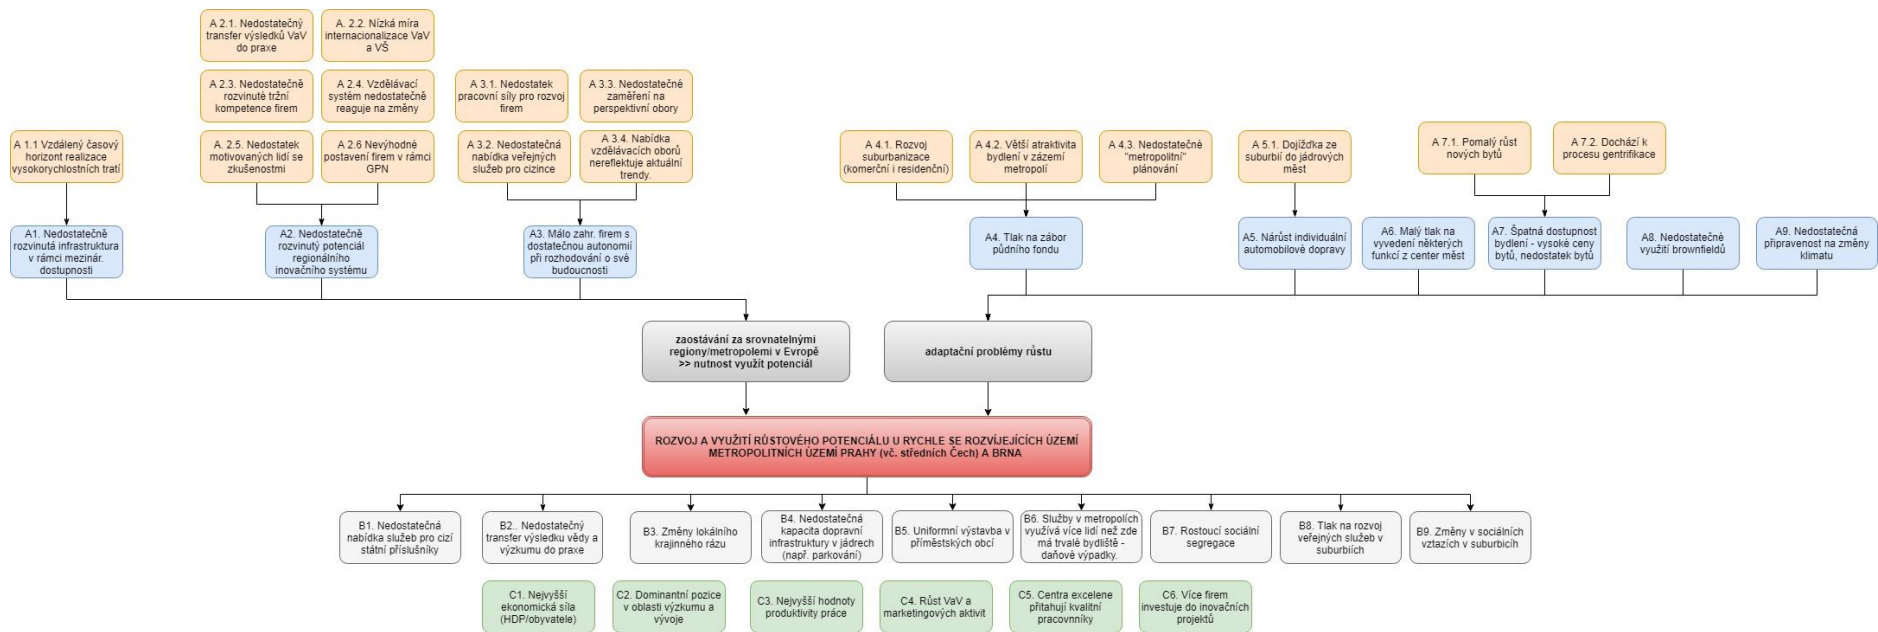 A 2.1. Nedostatečný
transfer výsledků VaV
do praxe
A. 2.2. Nízká míra
internacionalizace VaV
a VŠ
A 2.3. Nedostatečně
rozvinuté tržní
kompetence firem
A 2.4. Vzdělávací
systém nedostatečně
reaguje na změny
A 3.1. Nedostatek
pracovní síly pro rozvoj
firem
A 3.3. Nedostatečné
zaměření na
perspektivní obory
A 1.1 Vzdálený časový
horizont realizace
vysokorychlostních tratí
A 2.5. Nedostatek
motivovaných lidí se
zkušenostmi
A 2.6 Nevýhodné
postavení firem v rámci
GPN
A 3.2. Nedostatečná
nabídka veřejných
služeb pro cizince
A 3.4. Nabídka
vzdělávacích oborů
nereflektuje aktuální
trendy.
A 4.1. Rozvoj
suburbanizace
(komerční i residenční)
A 4.2. Větší atraktivita
bydlení v zázemí
metropolí
A 4.3. Nedostatečné
"metropolitní"
plánování
A 5.1. Dojížďka ze
suburbií do jádrových
měst
A 7.1. Pomalý růst
nových bytů
A 7.2. Dochází k
procesu gentrifikace
A1. Nedostatečně
rozvinutá infrastruktura
v rámci mezinár.
dostupnosti
A2. Nedostatečně
rozvinutý potenciál
regionálního
inovačního systému
A3. Málo zahr. firem s
dostatečnou autonomií
při rozhodování o své
budoucnosti
A4. Tlak na zábor
půdního fondu
A5. Nárůst individuální
automobilové dopravy
A6. Malý tlak na
vyvedení některých
funkcí z center měst
A7. Špatná dostupnost
bydlení - vysoké ceny
bytů, nedostatek bytů
A8. Nedostatečné
využití brownfieldů
A9. Nedostatečná
připravenost na změny
klimatu
zaostávání za srovnatelnými
regiony/metropolemi v Evropě
>> nutnost využít potenciál
adaptační problémy růstu
ROZVOJ A VYUŽITÍ RŮSTOVÉHO POTENCIÁLU U RYCHLE SE ROZVÍJEJÍCÍCH ÚZEMÍ
METROPOLITNÍCH ÚZEMÍ PRAHY (vč. středních Čech) A BRNA
B1. Nedostatečná
nabídka služeb pro cizí
státní příslušníky
B2.. Nedostatečný
transfer výsledku vědy a
výzkumu do praxe
B3. Změny lokálního
krajinného rázu
B4. Nedostatečná
kapacita dopravní
infrastruktury v jádrech
(např. parkování)
B5. Uniformní výstavba v
příměstských obcí
B6. Služby v metropolích
využívá více lidí než zde
má trvalé bydliště -
daňové výpadky.
B7. Rostoucí sociální
segregace
B8. Tlak na rozvoj
veřejných služeb v
suburbiích
B9. Změny v sociálních
vztazích v suburbicíh
C1. Nejvyšší
ekonomická síla
(HDP/obyvatele)
C2. Dominantní pozice
v oblasti výzkumu a
vývoje
C3. Nejvyšší hodnoty
produktivity práce
C4. Růst VaV a
marketingových aktivit
C5. Centra excelene
přitahují kvalitní
pracovnníky
C6. Více firem
investuje do inovačních
projektů